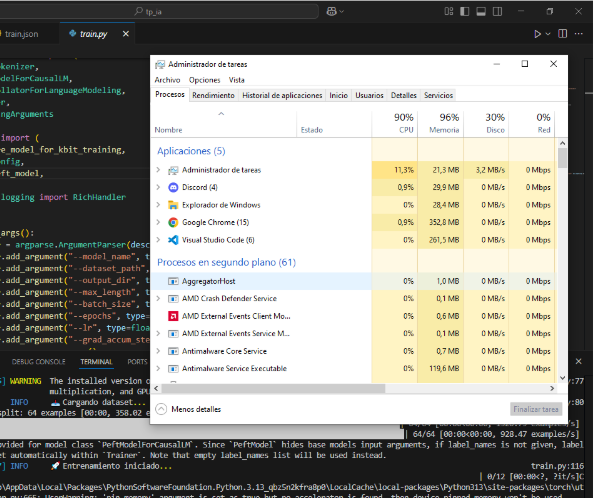 tp_ia
train.json
train.py
okenizer,
odelForCausalLM,
ollatorForLanguageModeling,
er,
ingArguments
import (
e_model_for_kbit_training,
onfig,
eft_model,
logging import RichHandler
args():
= argparse.ArgumentParser(desc
.add_argument("--model_name", t
.add_argument("--dataset_path",
.add_argument("--output_dir", t
.add_argument("--max_length", t
.add_argument("--batch_size", t
.add_argument("--epochs", type=
.add_argument("--lr", type=floa
.add_argument("--grad_accum_ste
Administrador de tareas
Archivo Opciones Vista
Procesos Rendimiento Historial de aplicaciones Inicio Usuarios Detalles Servicios
90% 96% 30% 0%
Nombre Estado CPU Memoria Disco Red
Aplicaciones (5)
Administrador de tareas 11,3% 21,3 MB 3,2 MB/s 0 Mbps
Discord (4) 0,9% 29,9 MB 0 MB/s 0 Mbps
Explorador de Windows 0% 28,4 MB 0 MB/s 0 Mbps
Google Chrome (15) 0,9% 352,8 MB 0 MB/s 0 Mbps
Visual Studio Code (6) 0% 261,5 MB 0 MB/s 0 Mbps
Procesos en segundo plano (61)
AggregatorHost 0% 1,0 MB 0 MB/s 0 Mbps
AMD Crash Defender Service 0% 0,1 MB 0 MB/s 0 Mbps
AMD External Events Client Mo... 0% 0,6 MB 0 MB/s 0 Mbps
AMD External Events Service M... 0% 0,1 MB 0 MB/s 0 Mbps
Antimalware Core Service 0% 0,7 MB 0 MB/s 0 Mbps
Antimalware Service Executable 0% 119,6 MB 0 MB/s 0 Mbps
Menos detalles Finalizar tarea
DEBUG CONSOLE TERMINAL PORTS
] WARNING The installed version o py:77
multiplication, and GPU
INFO Cargando dataset... py:80
split: 64 examples [00:00, 358.02 e
| 64/64 [00:00<00:00, 928.47 examples/s]
ovided for model class `PeftModelForCausalLM`. Since `PeftModel` hides base models input arguments, if label_names is not given, label
et automatically within `Trainer`. Note that empty label_names list will be used instead.
] INFO Entrenamiento iniciado... train.py:116
| 0/12 [00:00<?, ?it/s]C
p\AppData\Local\Packages\PythonSoftwareFoundation.Python.3.13_qbz5n2kfra8p0\LocalCache\local-packages\Python313\site-packages\torch\ut